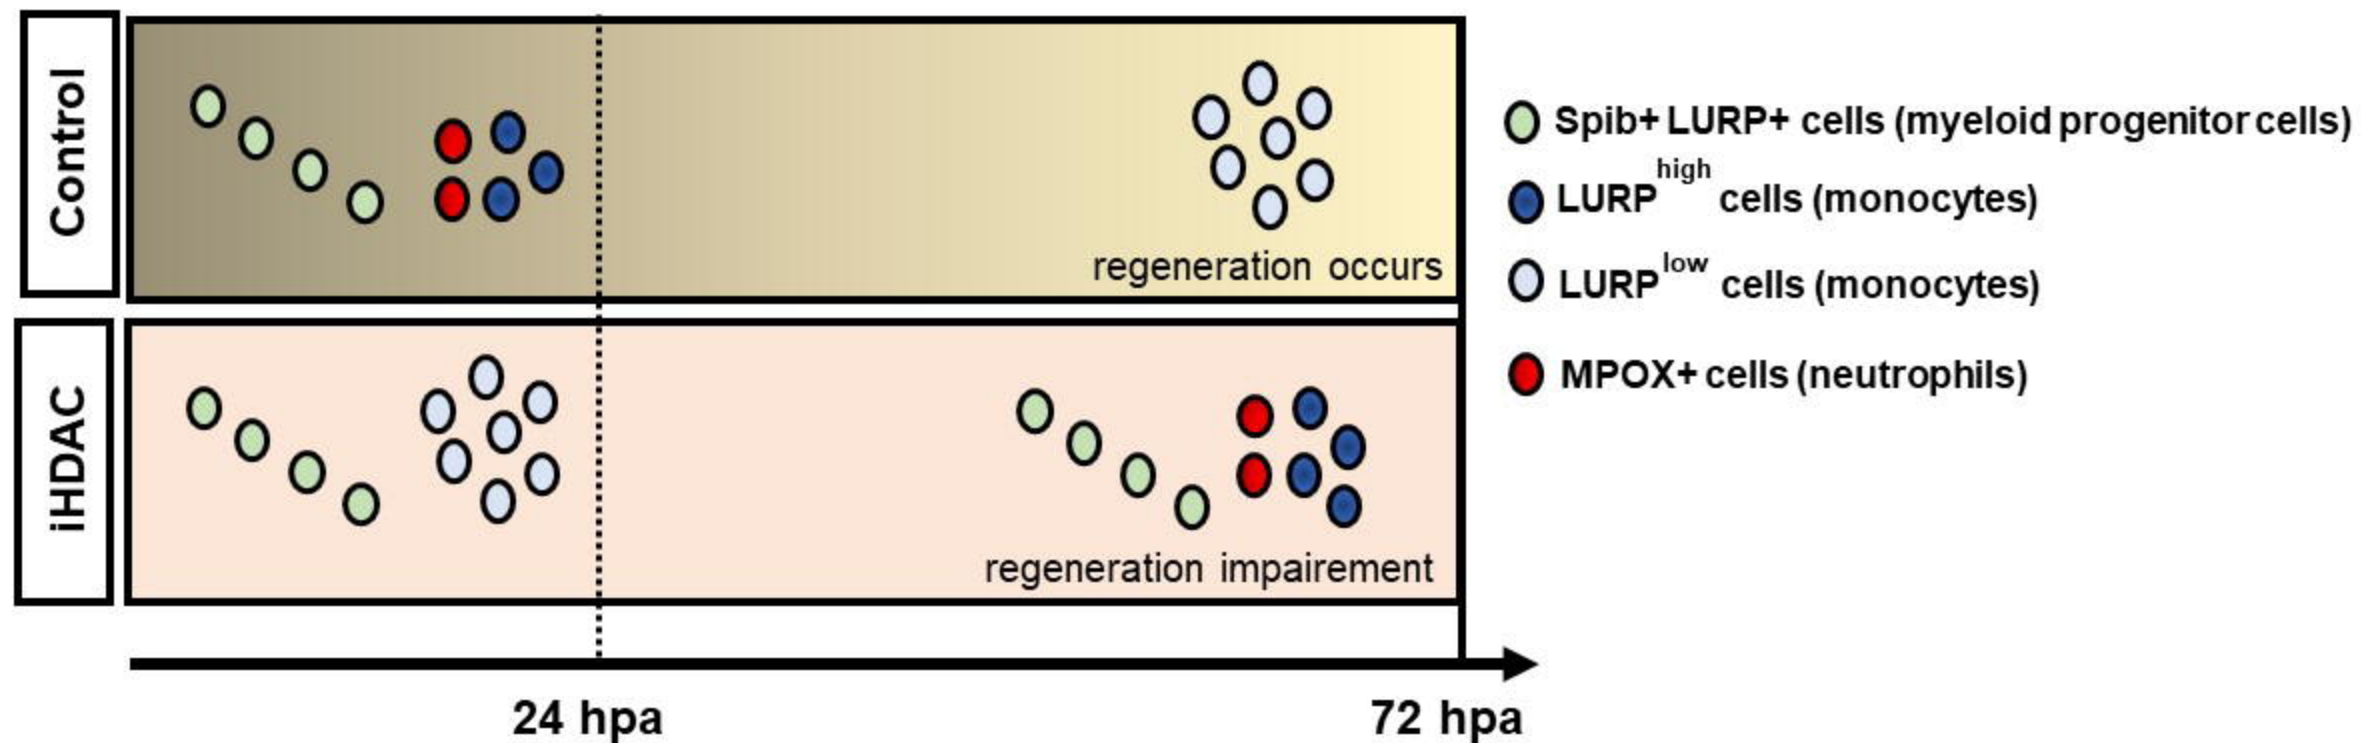 Control
regeneration occurs
iHDAC
regeneration impairement
24 hpa
72 hpa
Spib+ LURP+ cells (myeloid progenitor cells)
LURP high cells (monocytes)
LURP low cells (monocytes)
MPOX+ cells (neutrophils)